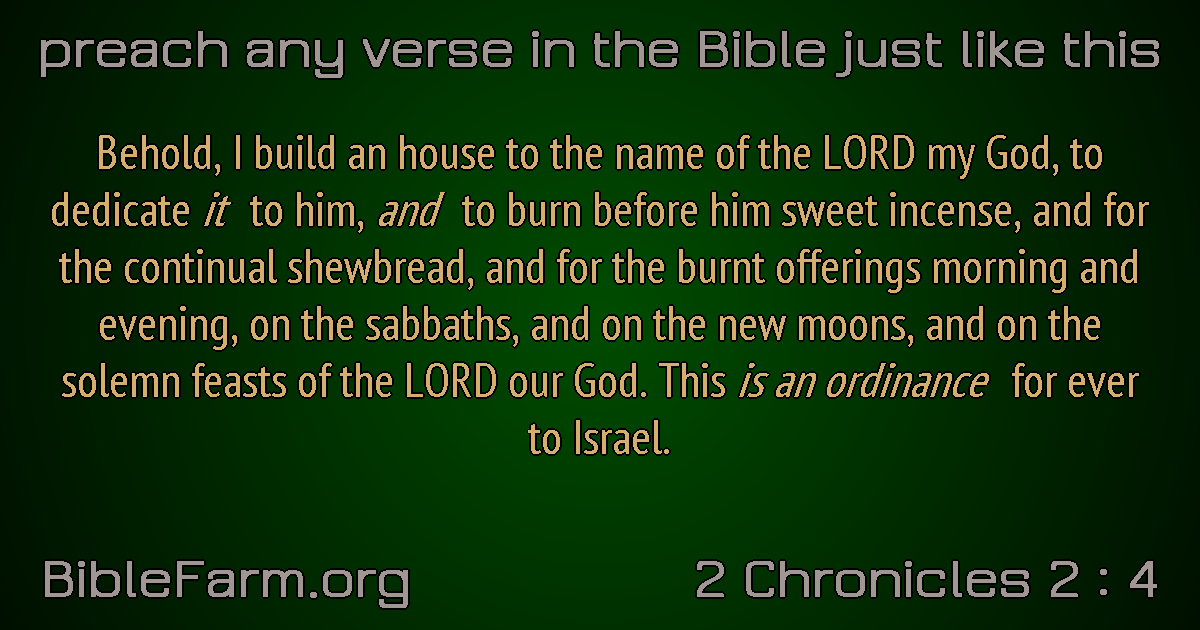 preach any verse in the Bible just like this
Behold, I build an house to the name of the LORD my God, to
dedicate it to him, and to burn before him sweet incense, and for
the continual shewbread, and for the burnt offerings morning and
evening, on the sabbaths, and on the new moons, and on the
solemn feasts of the LORD our God. This is an ordinance for ever
to Israel.
BibleFarm.org
2 Chronicles 2 : 4